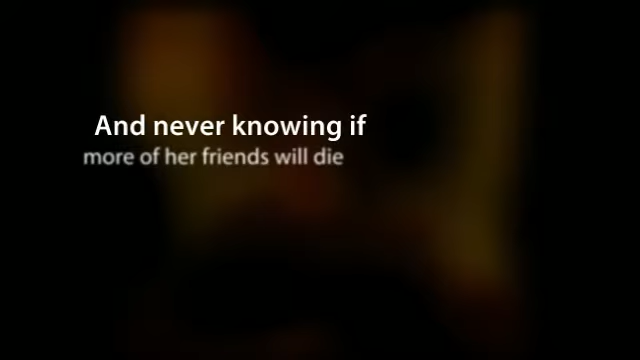 And never knowing if
more of her friends will die